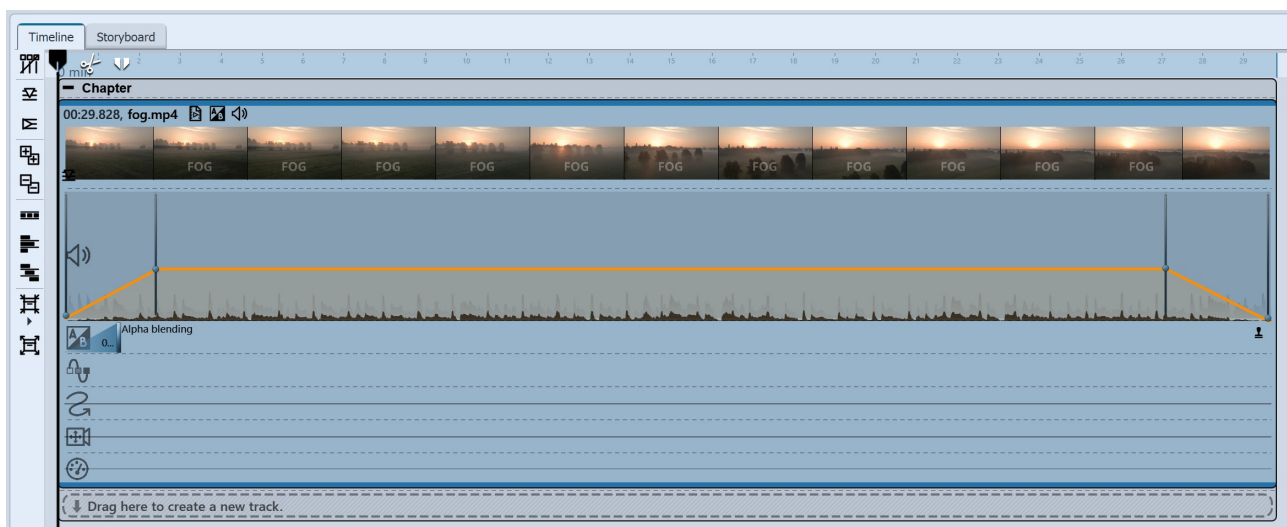 Timeline Storyboard
0 min 2 3 4 5 6 7 8 9 10 11 12 13 14 15 16 17 18 19 20 21 22 23 24 25 26 27 28 29
Chapter
00:29.828, fog.mp4 A B
FOG FOG FOG FOG FOG FOG FOG FOG FOG FOG FOG
A B 0... Alpha blending
Drag here to create a new track.